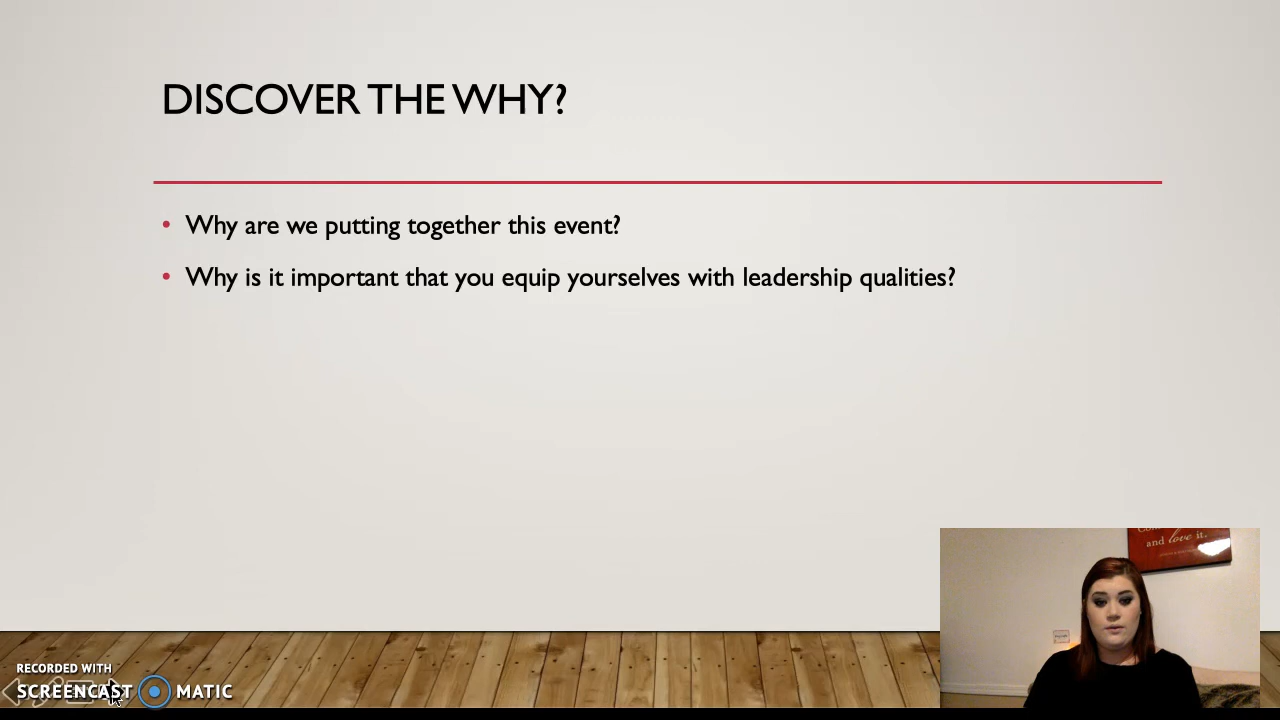 DISCOVER THE WHY?
• Why are we putting together this event?
• Why is it important that you equip yourselves with leadership qualities?
and love it.
RECORDED WITH
SCREENCAST MATIC